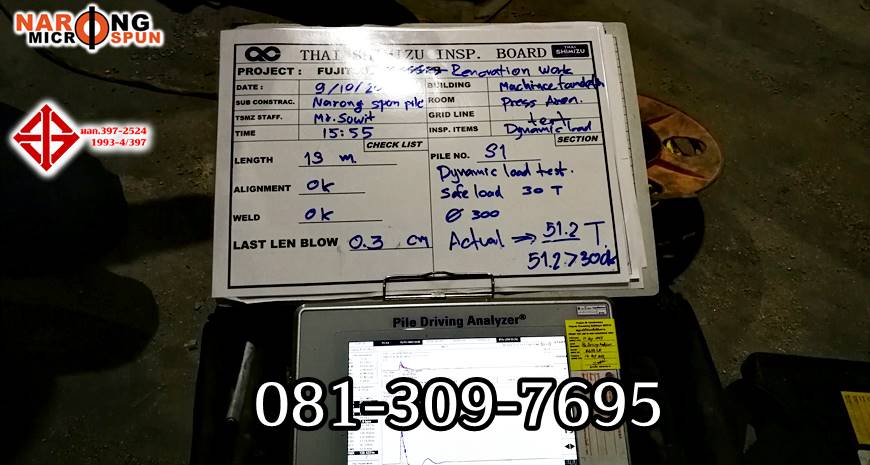 NARONG
MICRO SPUN
มอก.397-2524
1993-4/397
THAI SHIMIZU INSP. BOARD
THAI SHIMIZU
PROJECT : FUJIT Renovation work
DATE : 9/10/20
BUILDING Machince foundation
SUB CONSTRAC. Narong spun pile
ROOM Press Area.
TSMZ STAFF. Mr. Sowit
GRID LINE
TIME 15:55
INSP. ITEMS Dynamic load test
CHECK LIST
SECTION
LENGTH 13 m
PILE NO. S1
Dynamic load test.
ALIGNMENT ok
Safe load 30 T
WELD ok
Ø 300
LAST LEN BLOW 0.3 cm
Actual ⇒ 51.2 T.
51.2 > 30 ok
Pile Driving Analyzer®
081-309-7695